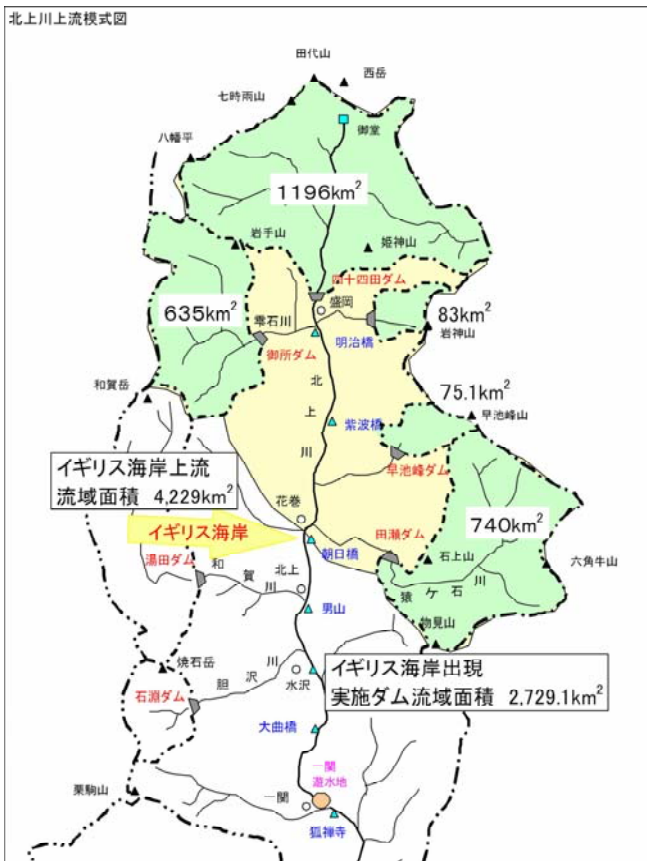 北上川上流模式図
田代山
西岳
七時雨山
御堂
八幡平
1196km²
岩手山
姫神山
四十四田ダム
635km²
盛岡
83km²
雫石川
岩神山
明治橋
御所ダム
75.1km²
和賀岳
北上川
早池峰山
紫波橋
イギリス海岸上流
流域面積 4,229km²
早池峰ダム
花巻
イギリス海岸
田瀬ダム
740km²
朝日橋
湯田ダム
石上山
六角牛山
和賀川
北上
猿ケ石川
男山
物見山
焼石岳
イギリス海岸出現
実施ダム流域面積 2,729.1km²
胆沢川
石淵ダム
水沢
大曲橋
一関
遊水地
栗駒山
一関
狐禅寺